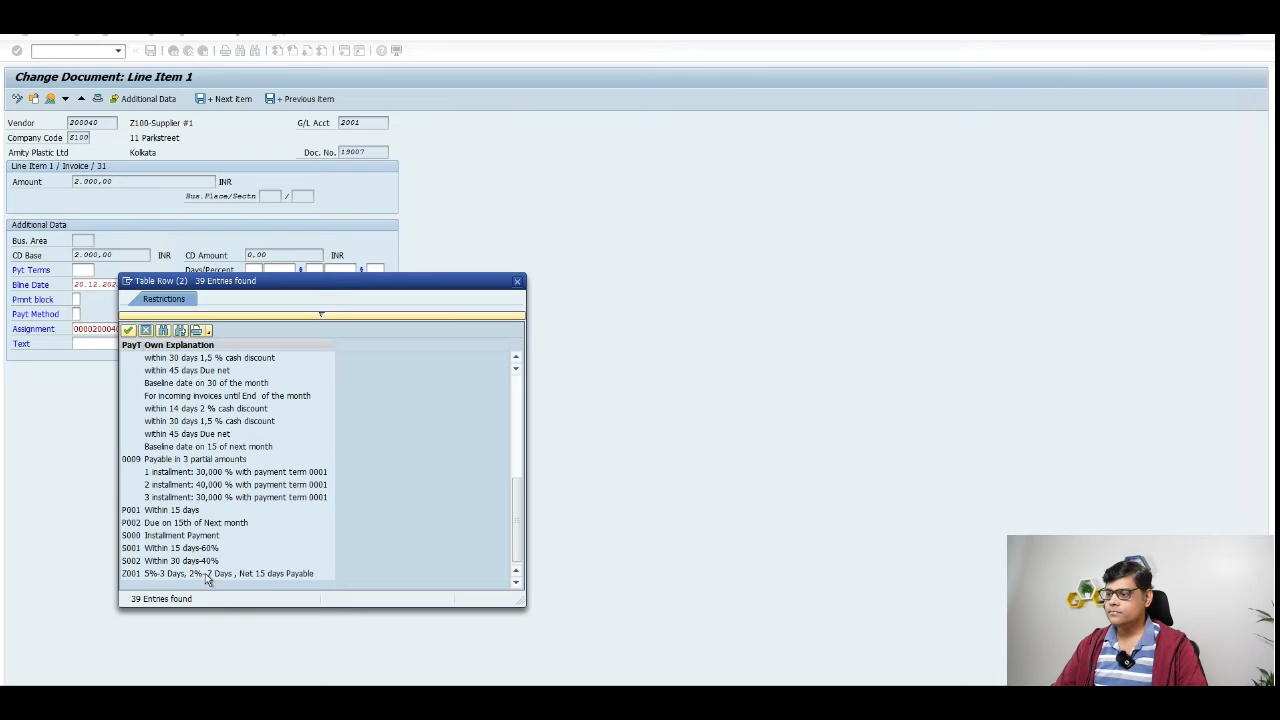 Change Document: Line Item 1
Additional Data + Next item + Previous item
Vendor 200040 Z100-Supplier #1 G/L Acct 2001
Company Code Z100 11 Parkstreet
Amity Plastic Ltd Kolkata Doc. No. 19007
Line Item 1 / Invoice / 31
Amount 2.000,00 INR
Bus.Place/Sectn /
Additional Data
Bus. Area
CD Base 2.000,00 INR CD Amount 0,00 INR
Pyt Terms Days/Percent
Bline Date 20.12.202
Pmnt block
Payt Method
Assignment 0000200040
Text
Table Row (2) 39 Entries found
Restrictions
PayT Own Explanation
within 30 days 1,5 % cash discount
within 45 days Due net
Baseline date on 30 of the month
For incoming invoices until End of the month
within 14 days 2 % cash discount
within 30 days 1,5 % cash discount
within 45 days Due net
Baseline date on 15 of next month
0009 Payable in 3 partial amounts
1 installment: 30,000 % with payment term 0001
2 installment: 40,000 % with payment term 0001
3 installment: 30,000 % with payment term 0001
P001 Within 15 days
P002 Due on 15th of Next month
S000 Installment Payment
S001 Within 15 days-60%
S002 Within 30 days-40%
Z001 5%-3 Days, 2%-7 Days , Net 15 days Payable
39 Entries found